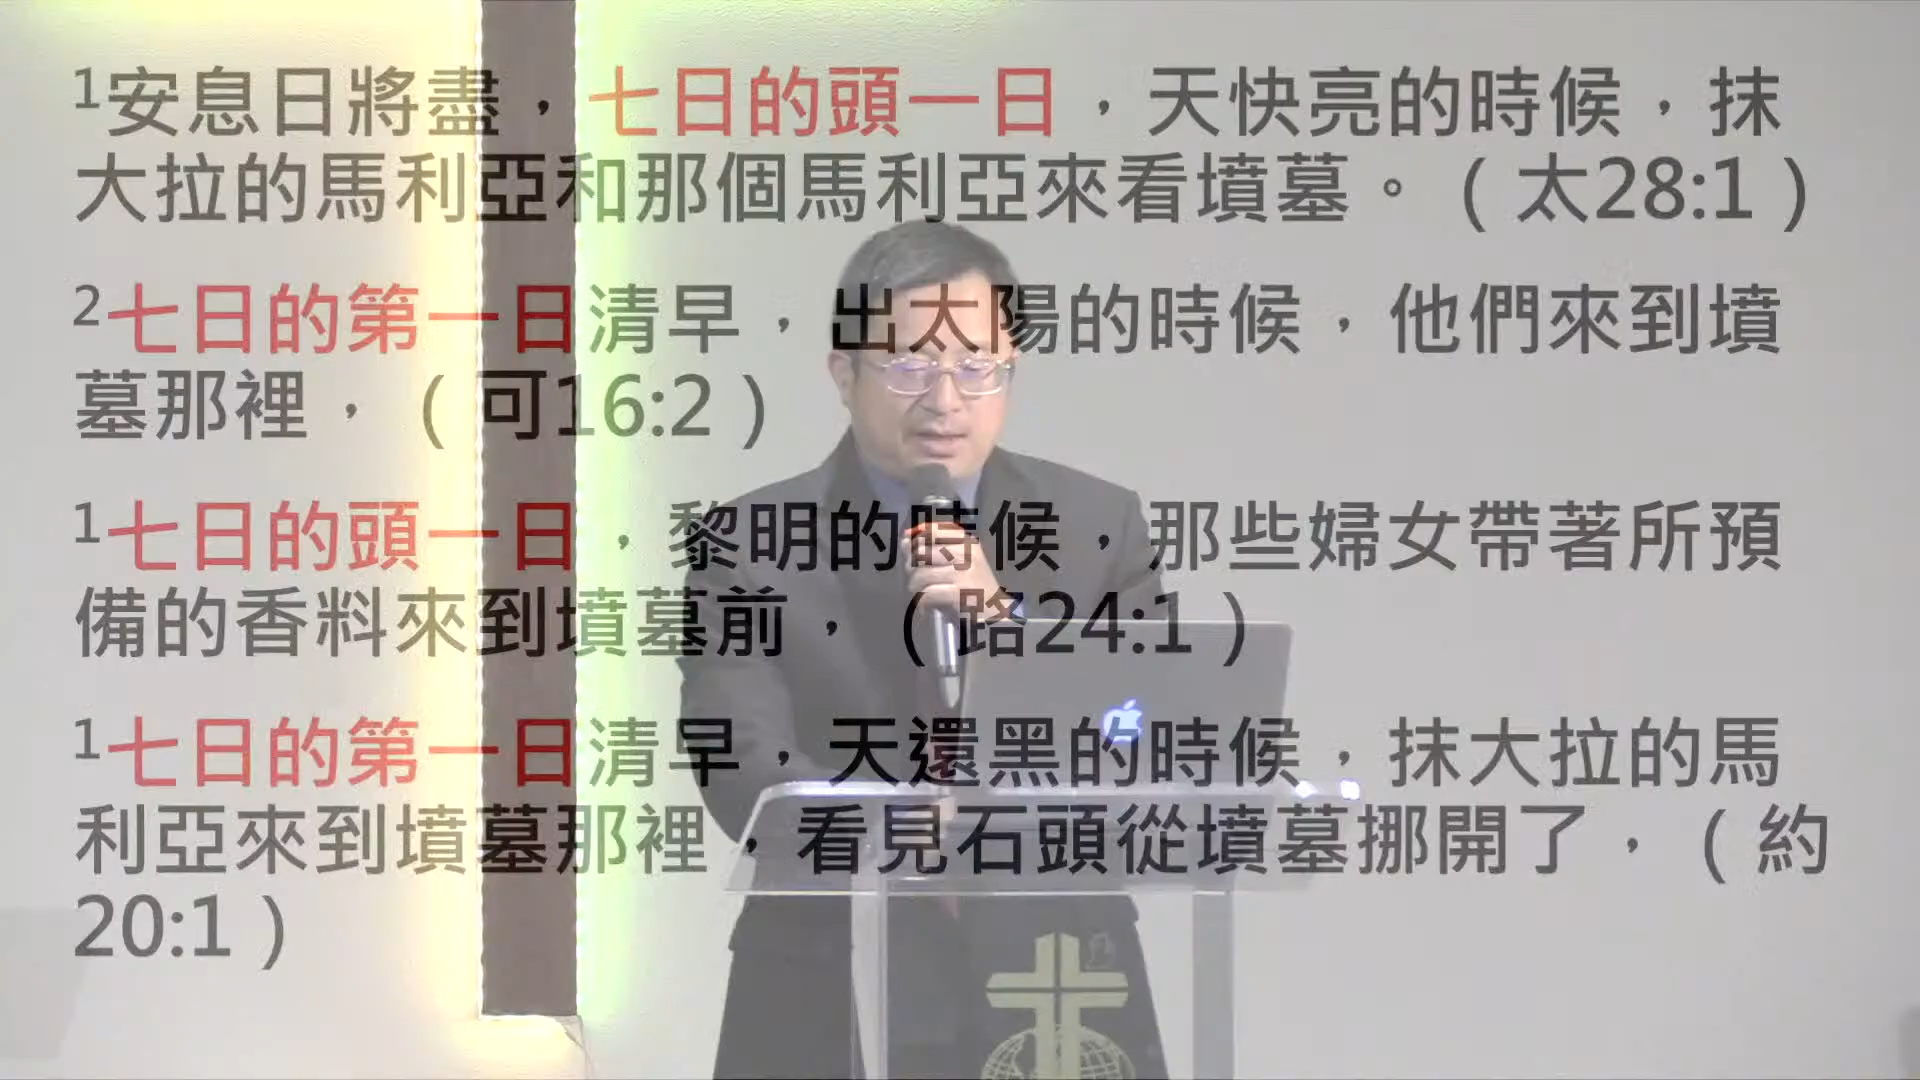 1安息日將盡，七日的頭一日，天快亮的時候，抹
大拉的馬利亞和那個馬利亞來看墳墓。（太28:1）
2七日的第一日清早，出太陽的時候，他們來到墳
墓那裡，（可16:2）
1七日的頭一日，黎明的時候，那些婦女帶著所預
備的香料來到墳墓前，（路24:1）
1七日的第一日清早，天還黑的時候，抹大拉的馬
利亞來到墳墓那裡，看見石頭從墳墓挪開了，（約
20:1）